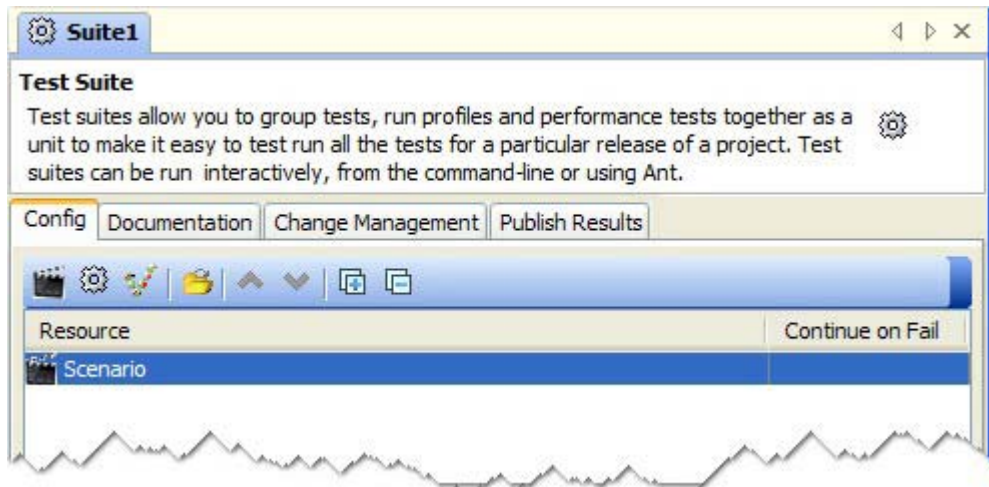 Suite1
Test Suite
Test suites allow you to group tests, run profiles and performance tests together as a
unit to make it easy to test run all the tests for a particular release of a project. Test
suites can be run interactively, from the command-line or using Ant.
Config Documentation Change Management Publish Results
Resource Continue on Fail
Scenario